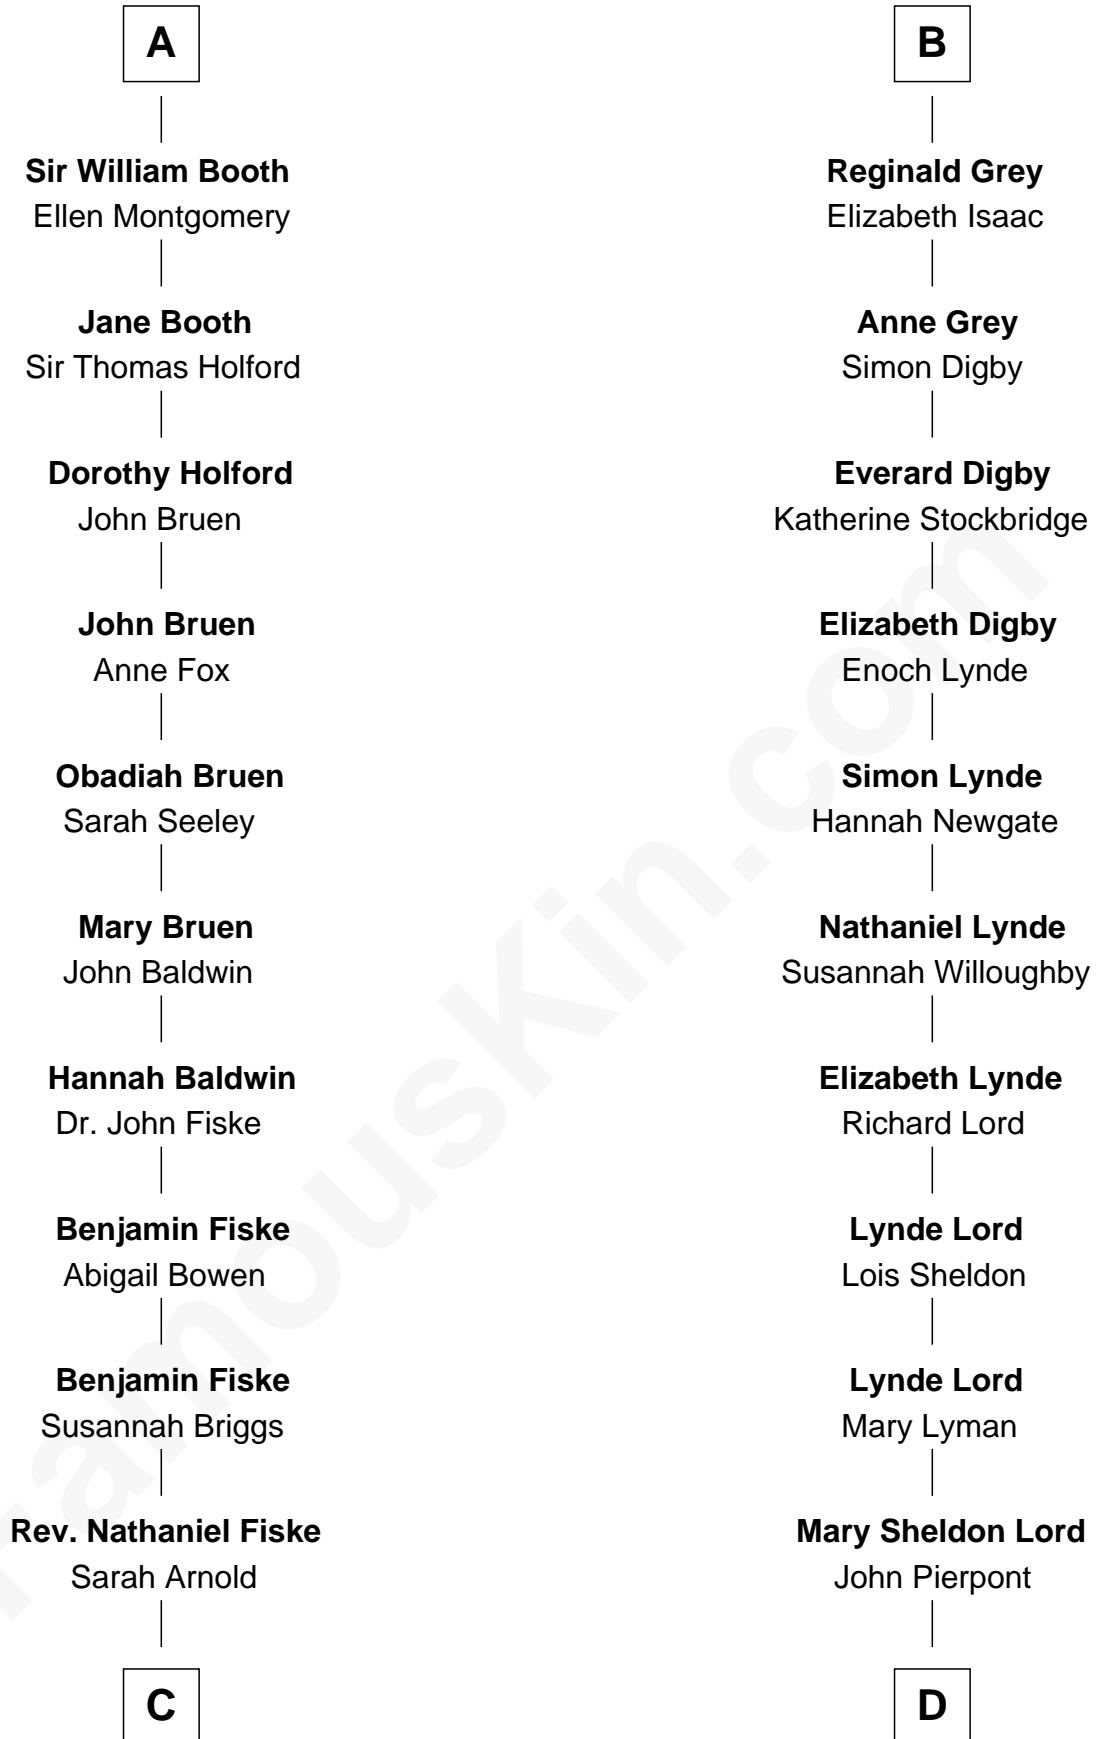 A
Sir William Booth
Ellen Montgomery
Jane Booth
Sir Thomas Holford
Dorothy Holford
John Bruen
John Bruen
Anne Fox
Obadiah Bruen
Sarah Seeley
Mary Bruen
John Baldwin
Hannah Baldwin
Dr. John Fiske
Benjamin Fiske
Abigail Bowen
Benjamin Fiske
Susannah Briggs
Rev. Nathaniel Fiske
Sarah Arnold
C
B
Reginald Grey
Elizabeth Isaac
Anne Grey
Simon Digby
Everard Digby
Katherine Stockbridge
Elizabeth Digby
Enoch Lynde
Simon Lynde
Hannah Newgate
Nathaniel Lynde
Susannah Willoughby
Elizabeth Lynde
Richard Lord
Lynde Lord
Lois Sheldon
Lynde Lord
Mary Lyman
Mary Sheldon Lord
John Pierpont
D
FamousKin.com